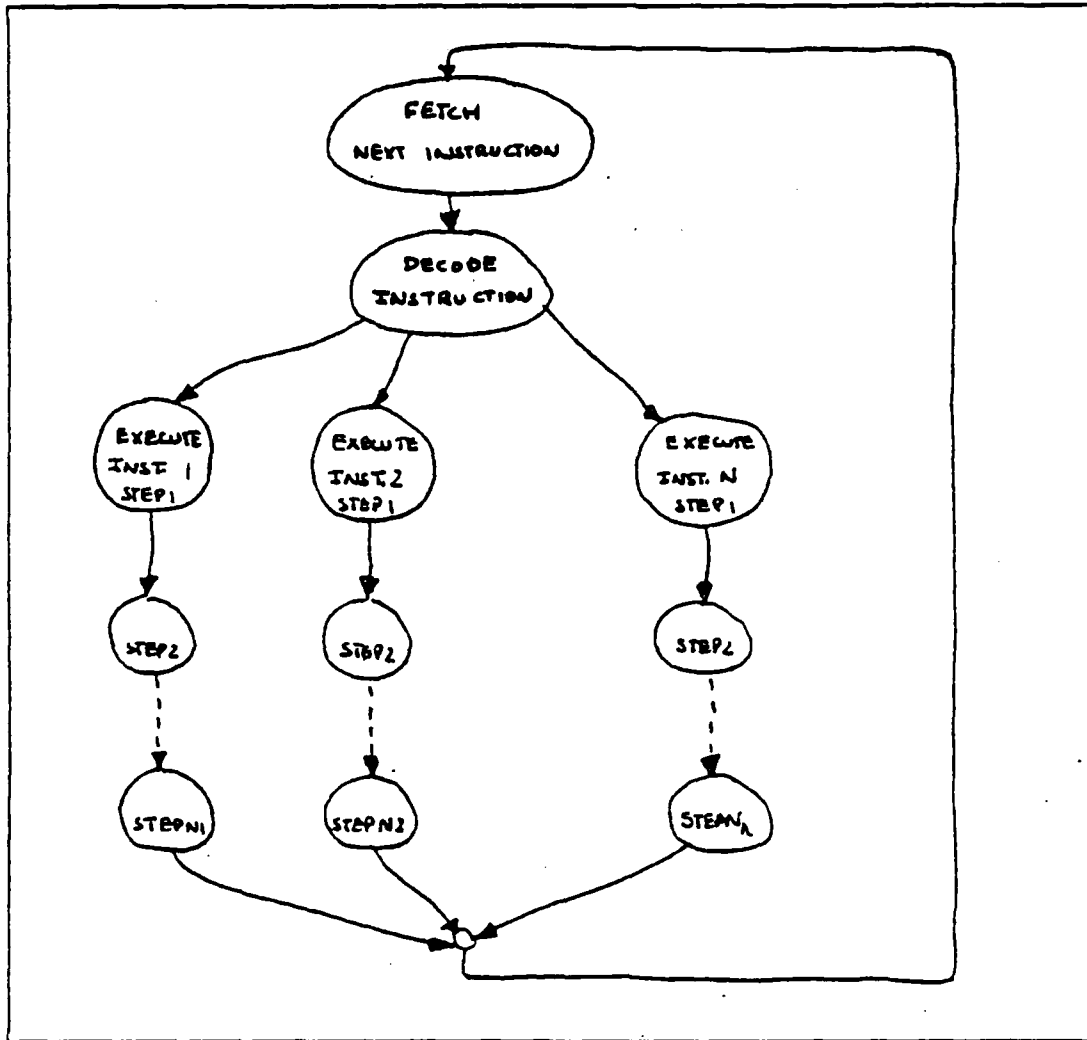 FETCH
NEXT INSTRUCTION
DECODE
INSTRUCTION
EXECUTE
INST. 1
STEP1
EXECUTE
INST. 2
STEP1
EXECUTE
INST. N
STEP1
STEP2
STEP2
STEP2
STEPN1
STEPN2